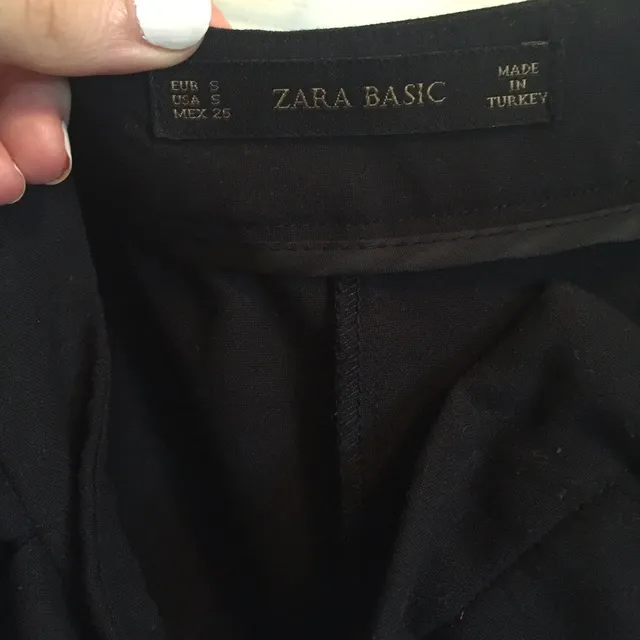 EUR S
USA S
MEX 25
ZARA BASIC
MADE
IN
TURKEY